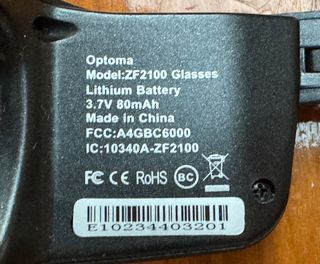 Optoma
Model:ZF2100 Glasses
Lithium Battery
3.7V 80mAh
Made in China
FCC:A4GBC6000
IC:10340A-ZF2100
FC CE RoHS BC
E10234403201